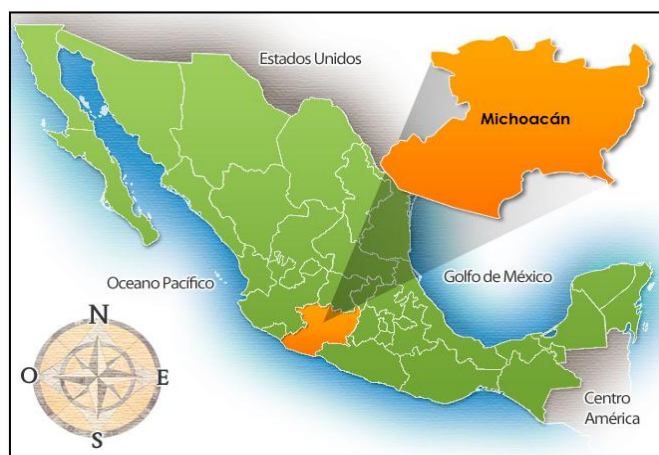 Estados Unidos
Michoacán
Oceano Pacífico
Golfo de México
N
O
E
S
Centro
América